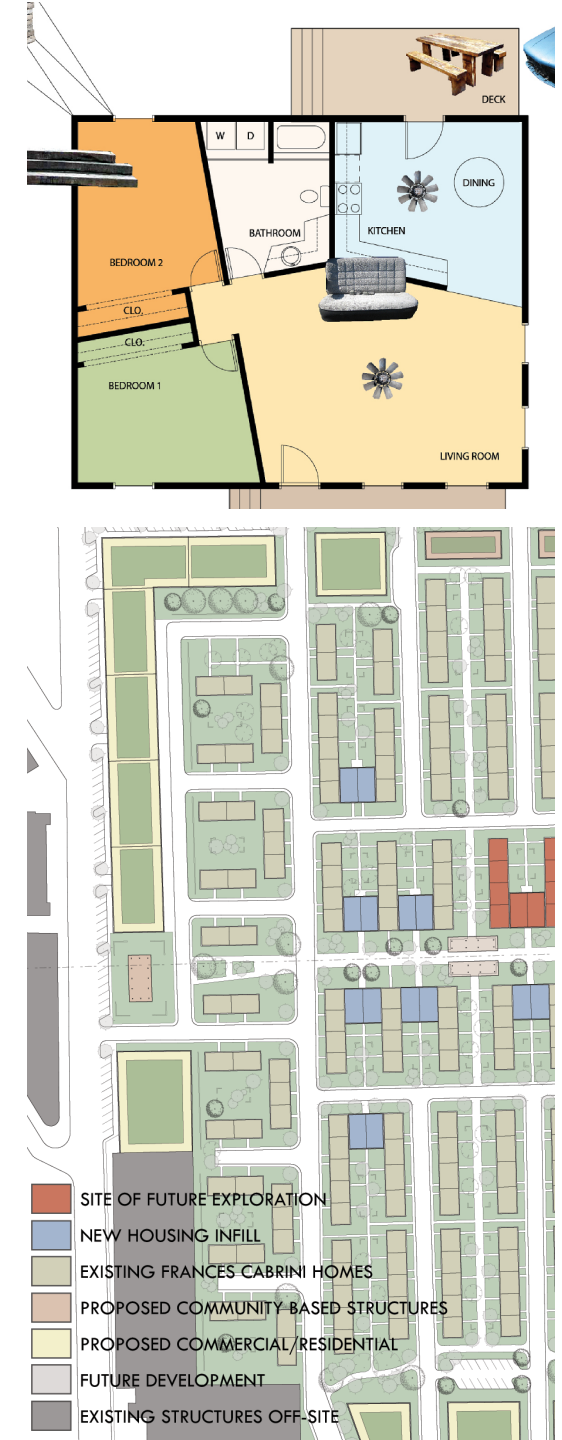 DECK
W D
DINING
BATHROOM
KITCHEN
BEDROOM 2
CLO.
CLO.
BEDROOM 1
LIVING ROOM
SITE OF FUTURE EXPLORATION
NEW HOUSING INFILL
EXISTING FRANCES CABRINI HOMES
PROPOSED COMMUNITY BASED STRUCTURES
PROPOSED COMMERCIAL/RESIDENTIAL
FUTURE DEVELOPMENT
EXISTING STRUCTURES OFF-SITE